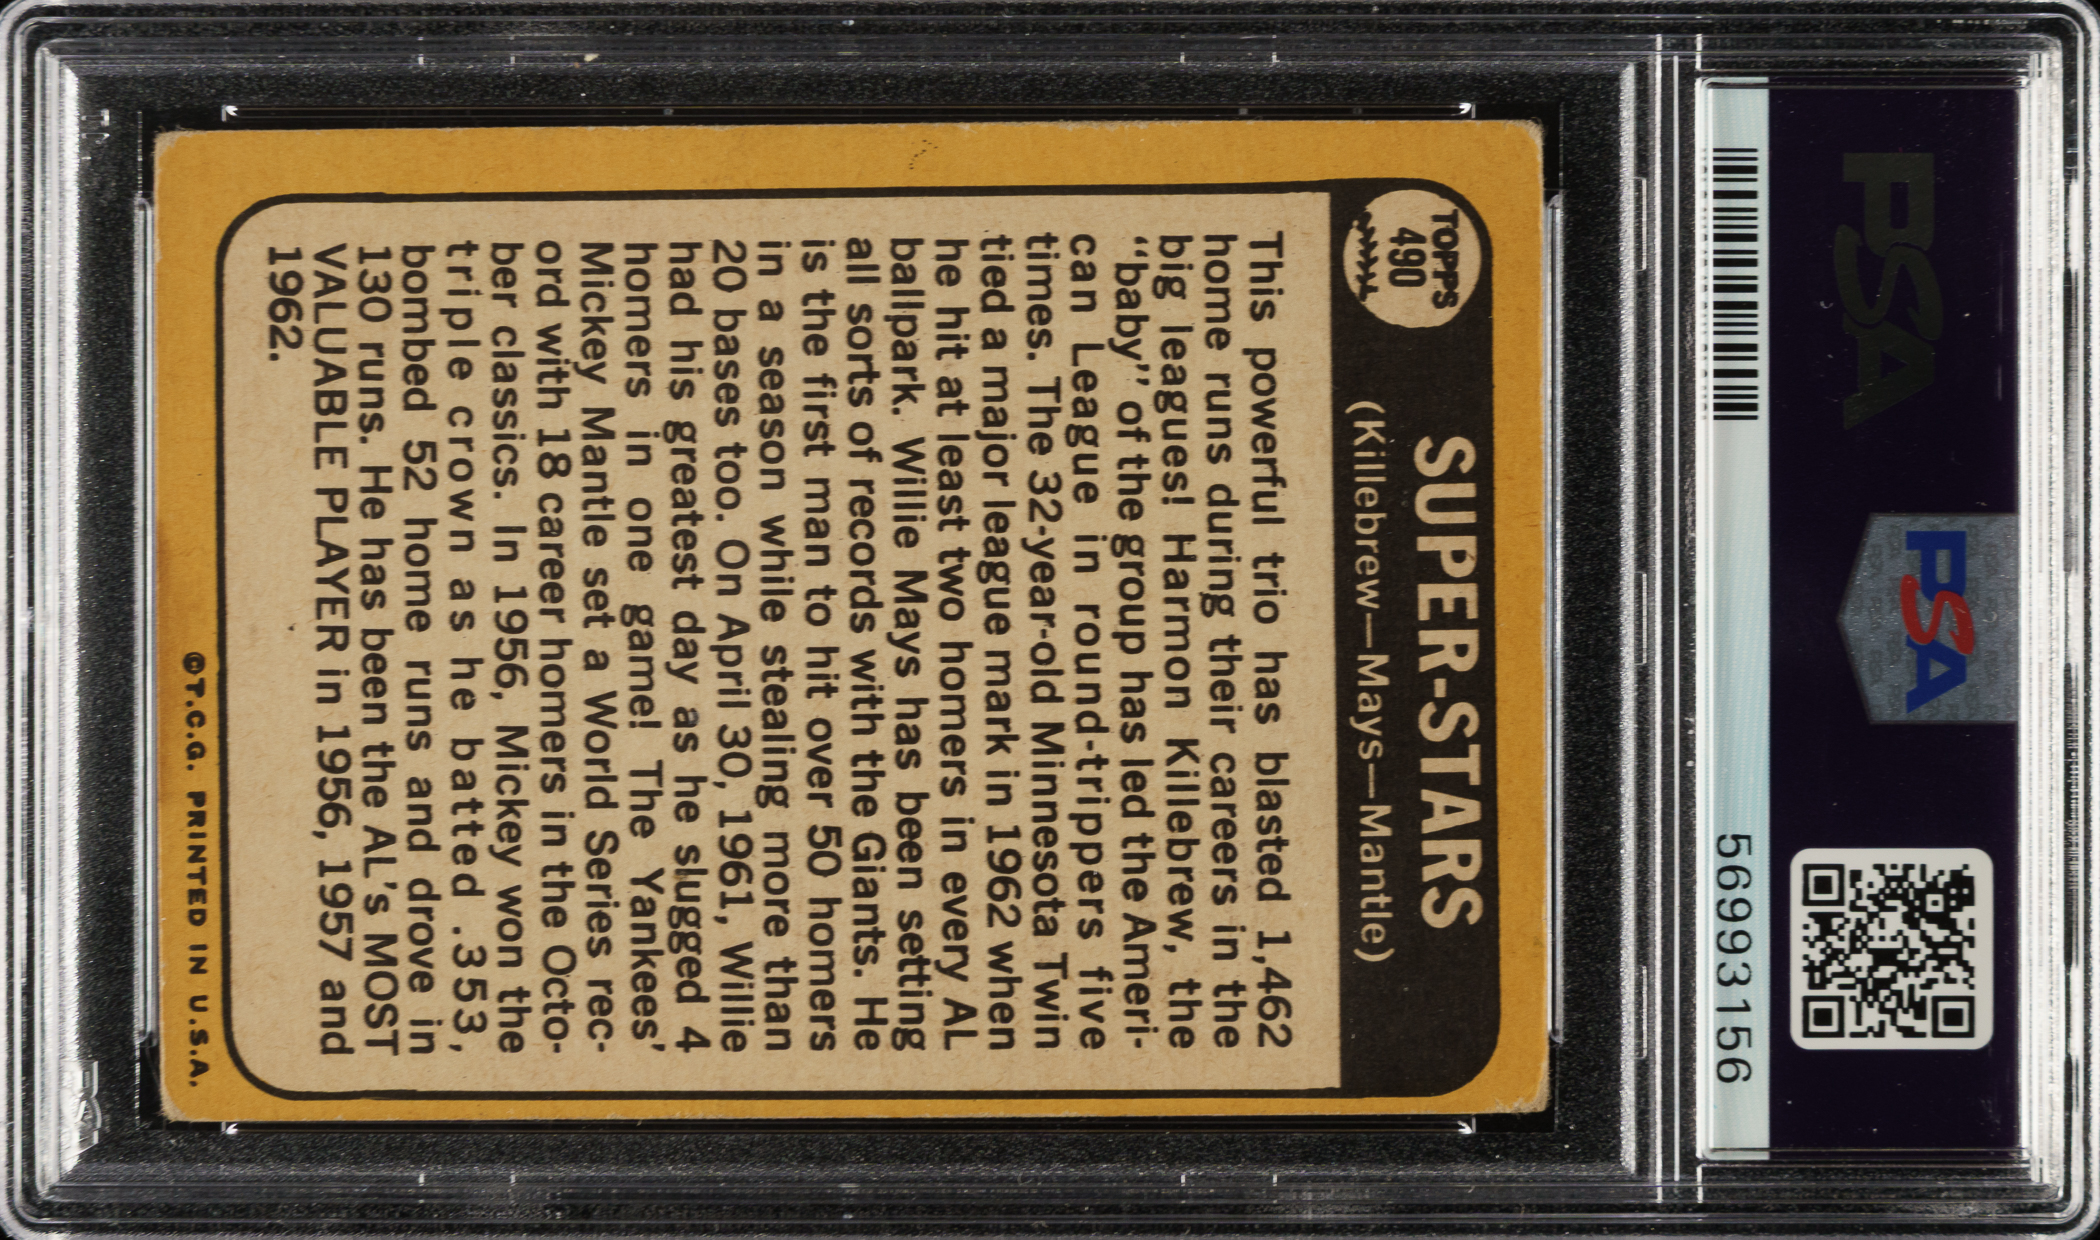 TOPPS
490
SUPER-STARS
(Killebrew—Mays—Mantle)
This powerful trio has blasted 1,462
home runs during their careers in the
big leagues! Harmon Killebrew, the
“baby” of the group has led the Ameri-
can League in round-trippers five
times. The 32-year-old Minnesota Twin
tied a major league mark in 1962 when
he hit at least two homers in every AL
ballpark. Willie Mays has been setting
all sorts of records with the Giants. He
is the first man to hit over 50 homers
in a season while stealing more than
20 bases too. On April 30, 1961, Willie
had his greatest day as he slugged 4
homers in one game! The Yankees’
Mickey Mantle set a World Series rec-
ord with 18 career homers in the Octo-
ber classics. In 1956, Mickey won the
triple crown as he batted .353,
bombed 52 home runs and drove in
130 runs. He has been the AL’s MOST
VALUABLE PLAYER in 1956, 1957 and
1962.
©T.C.G. PRINTED IN U.S.A.
PSA
PSA
56993156